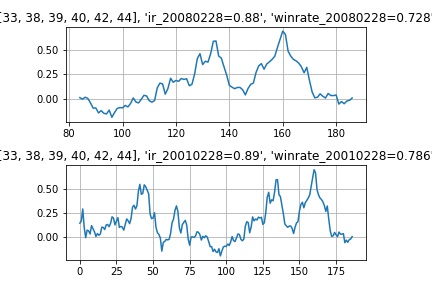 [33, 38, 39, 40, 42, 44], 'ir_20080228=0.88', 'winrate_20080228=0.728'
0.50
0.25
0.00
80 100 120 140 160 180
[33, 38, 39, 40, 42, 44], 'ir_20010228=0.89', 'winrate_20010228=0.786'
0.50
0.25
0.00
0 25 50 75 100 125 150 175